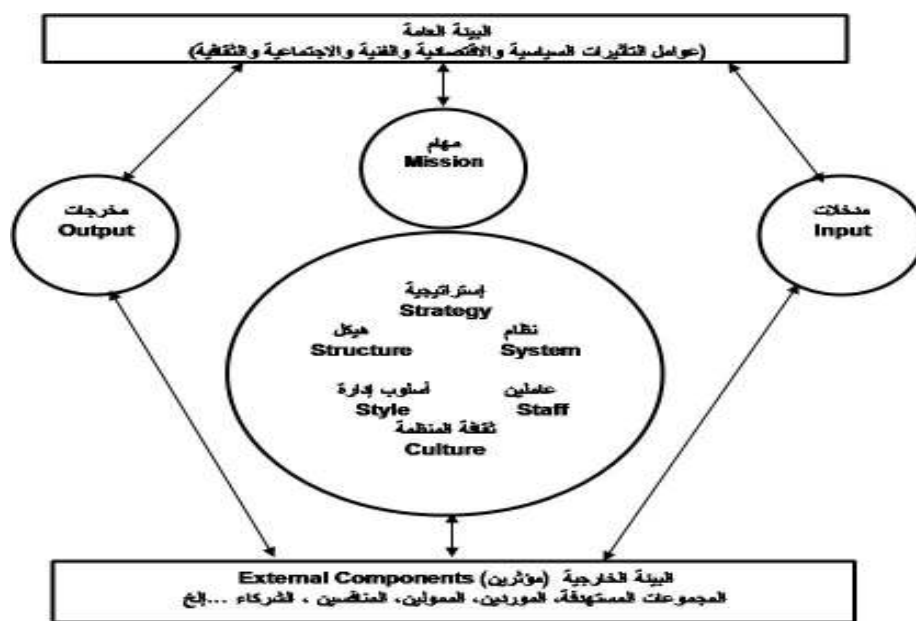 البيئة العامة
(عوامل التأثيرات السياسية والاقتصادية والفنية والاجتماعية والثقافية)
مهام
Mission
مدخلات
Input
مخرجات
Output
إستراتيجية
Strategy
نظام
System
هيكل
Structure
عاملين
Staff
أسلوب إدارة
Style
ثقافة المنظمة
Culture
البيئة الخارجية (مؤثرين) External Components
المجموعات المستهدفة، الموردين، الممولين، المنافسين ، الشركاء ...إلخ